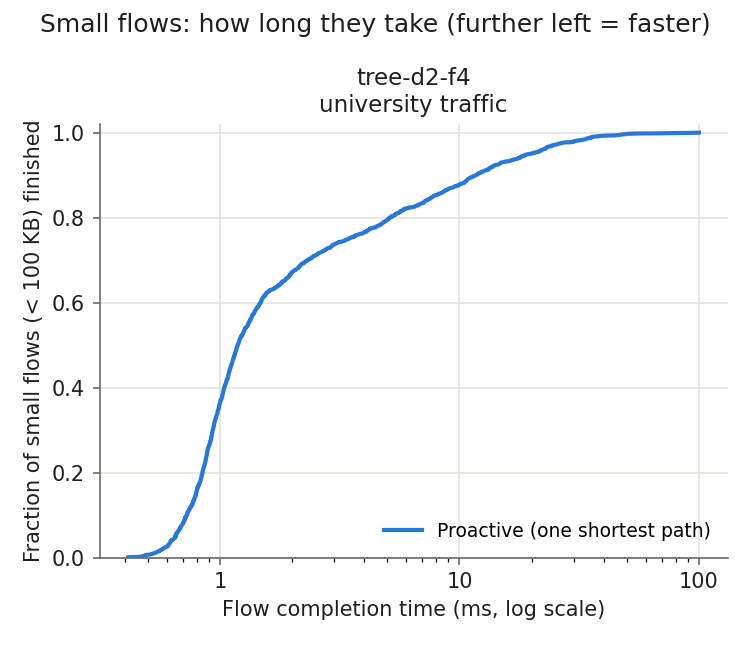 Small flows: how long they take (further left = faster)
tree-d2-f4
university traffic
Fraction of small flows (< 100 KB) finished
1.0
0.8
0.6
0.4
0.2
0.0
Proactive (one shortest path)
1
10
100
Flow completion time (ms, log scale)